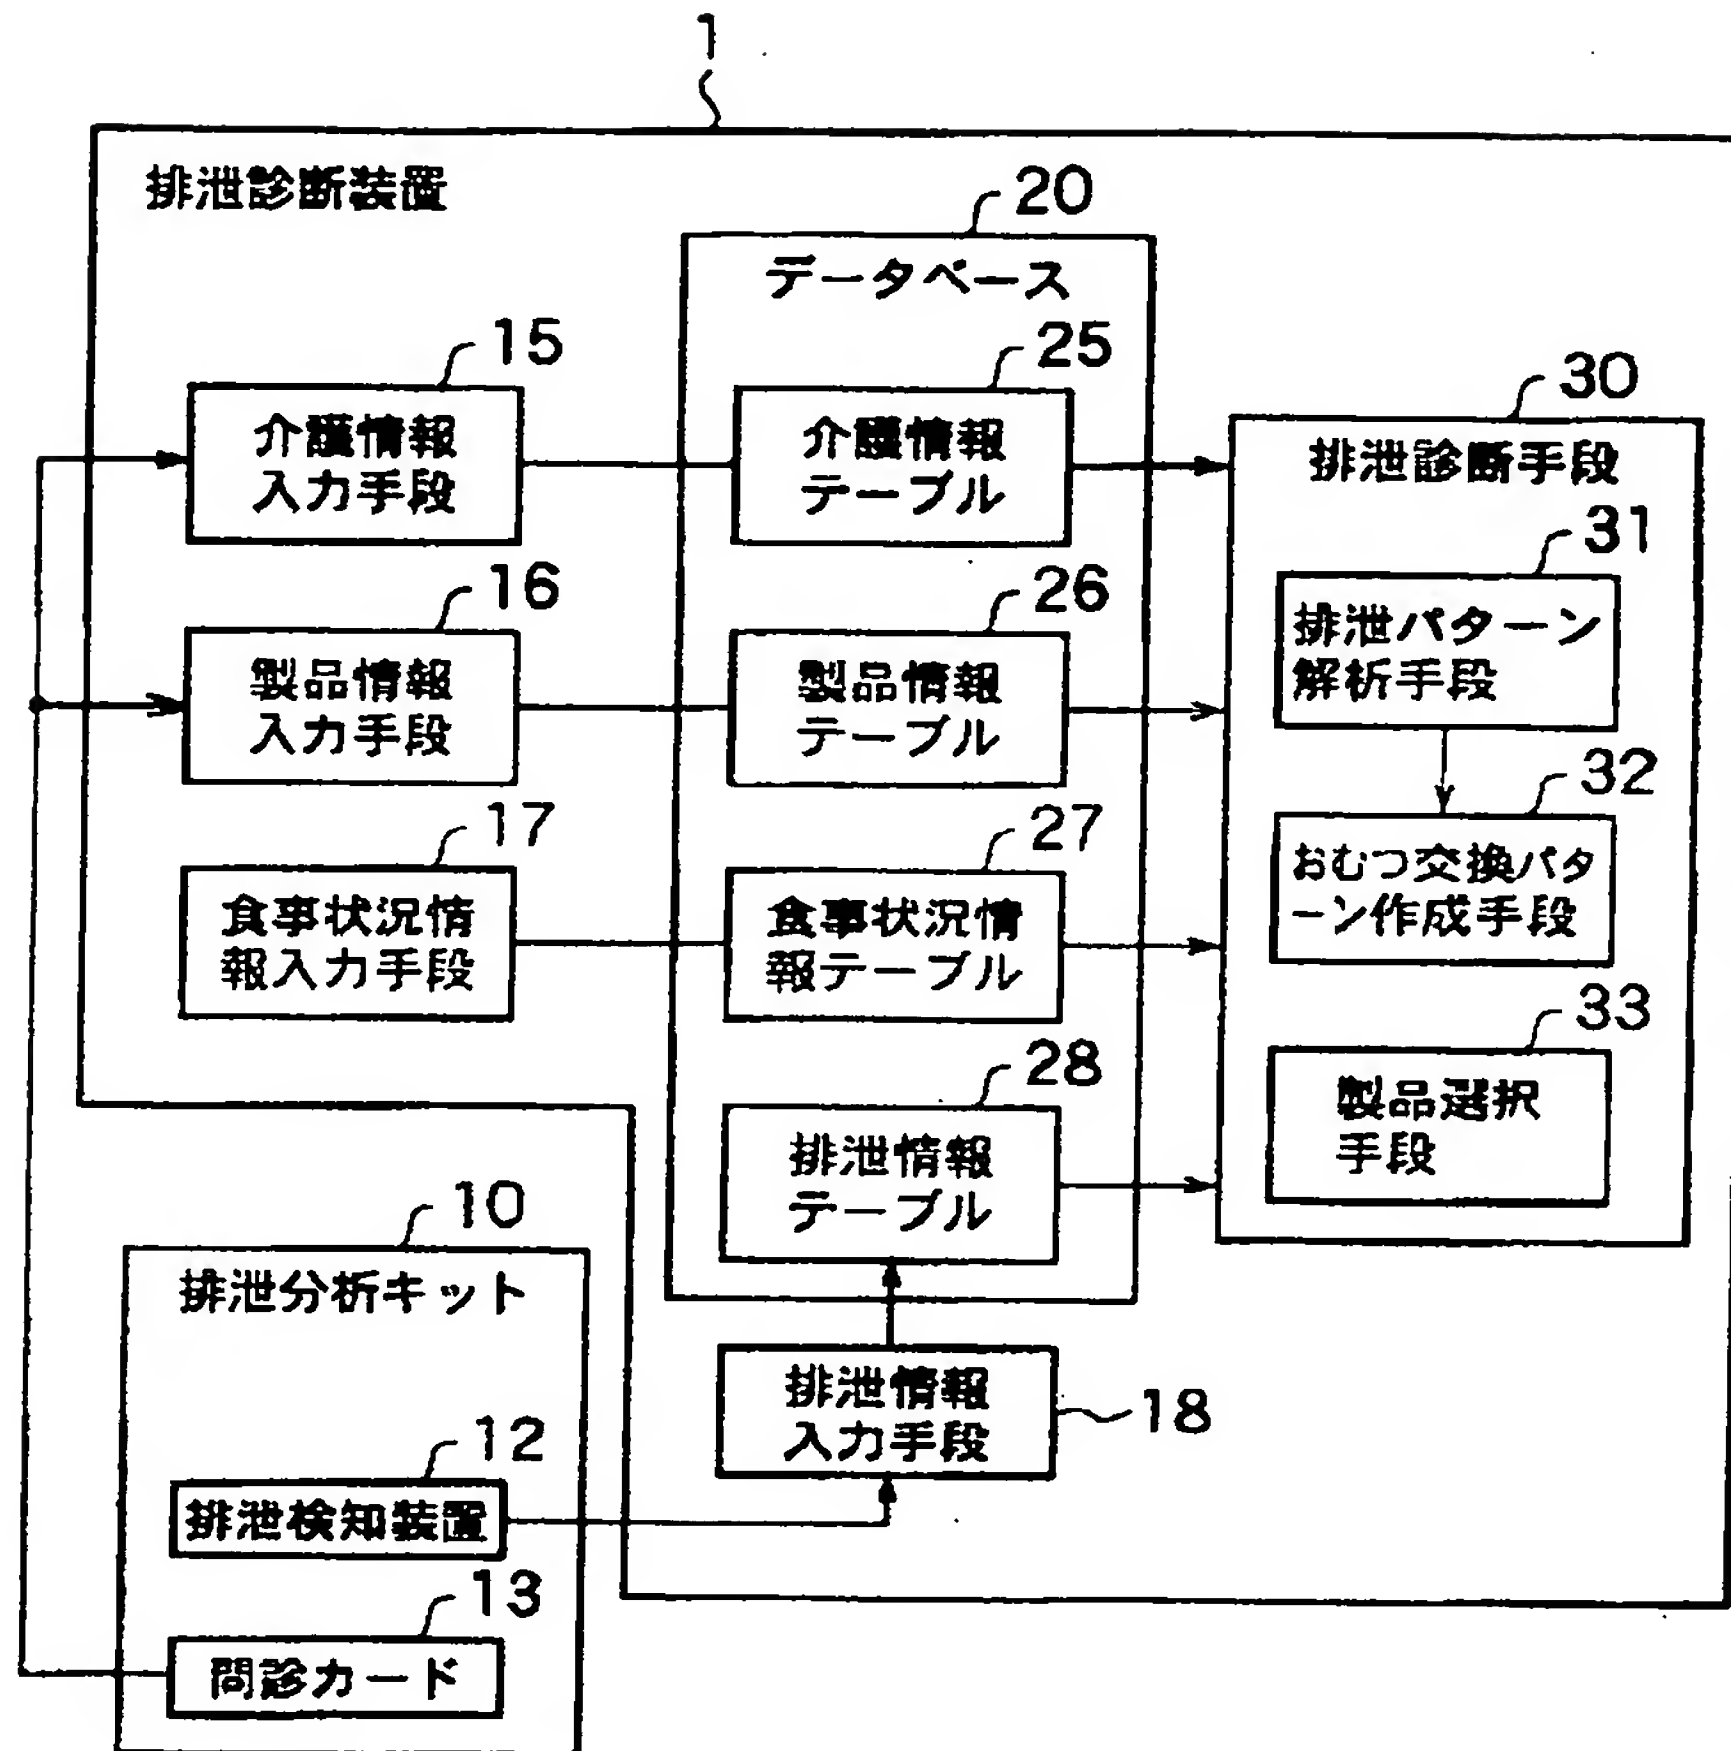 1
排泄診断装置
20
データベース
15
介護情報
入力手段
25
介護情報
テーブル
30
排泄診断手段
31
排泄パターン
解析手段
16
製品情報
入力手段
26
製品情報
テーブル
32
おむつ交換パタ
ーン作成手段
17
食事状況情
報入力手段
27
食事状況情
報テーブル
33
製品選択
手段
28
排泄情報
テーブル
10
排泄分析キット
排泄情報
入力手段
18
12
排泄検知装置
13
問診カード